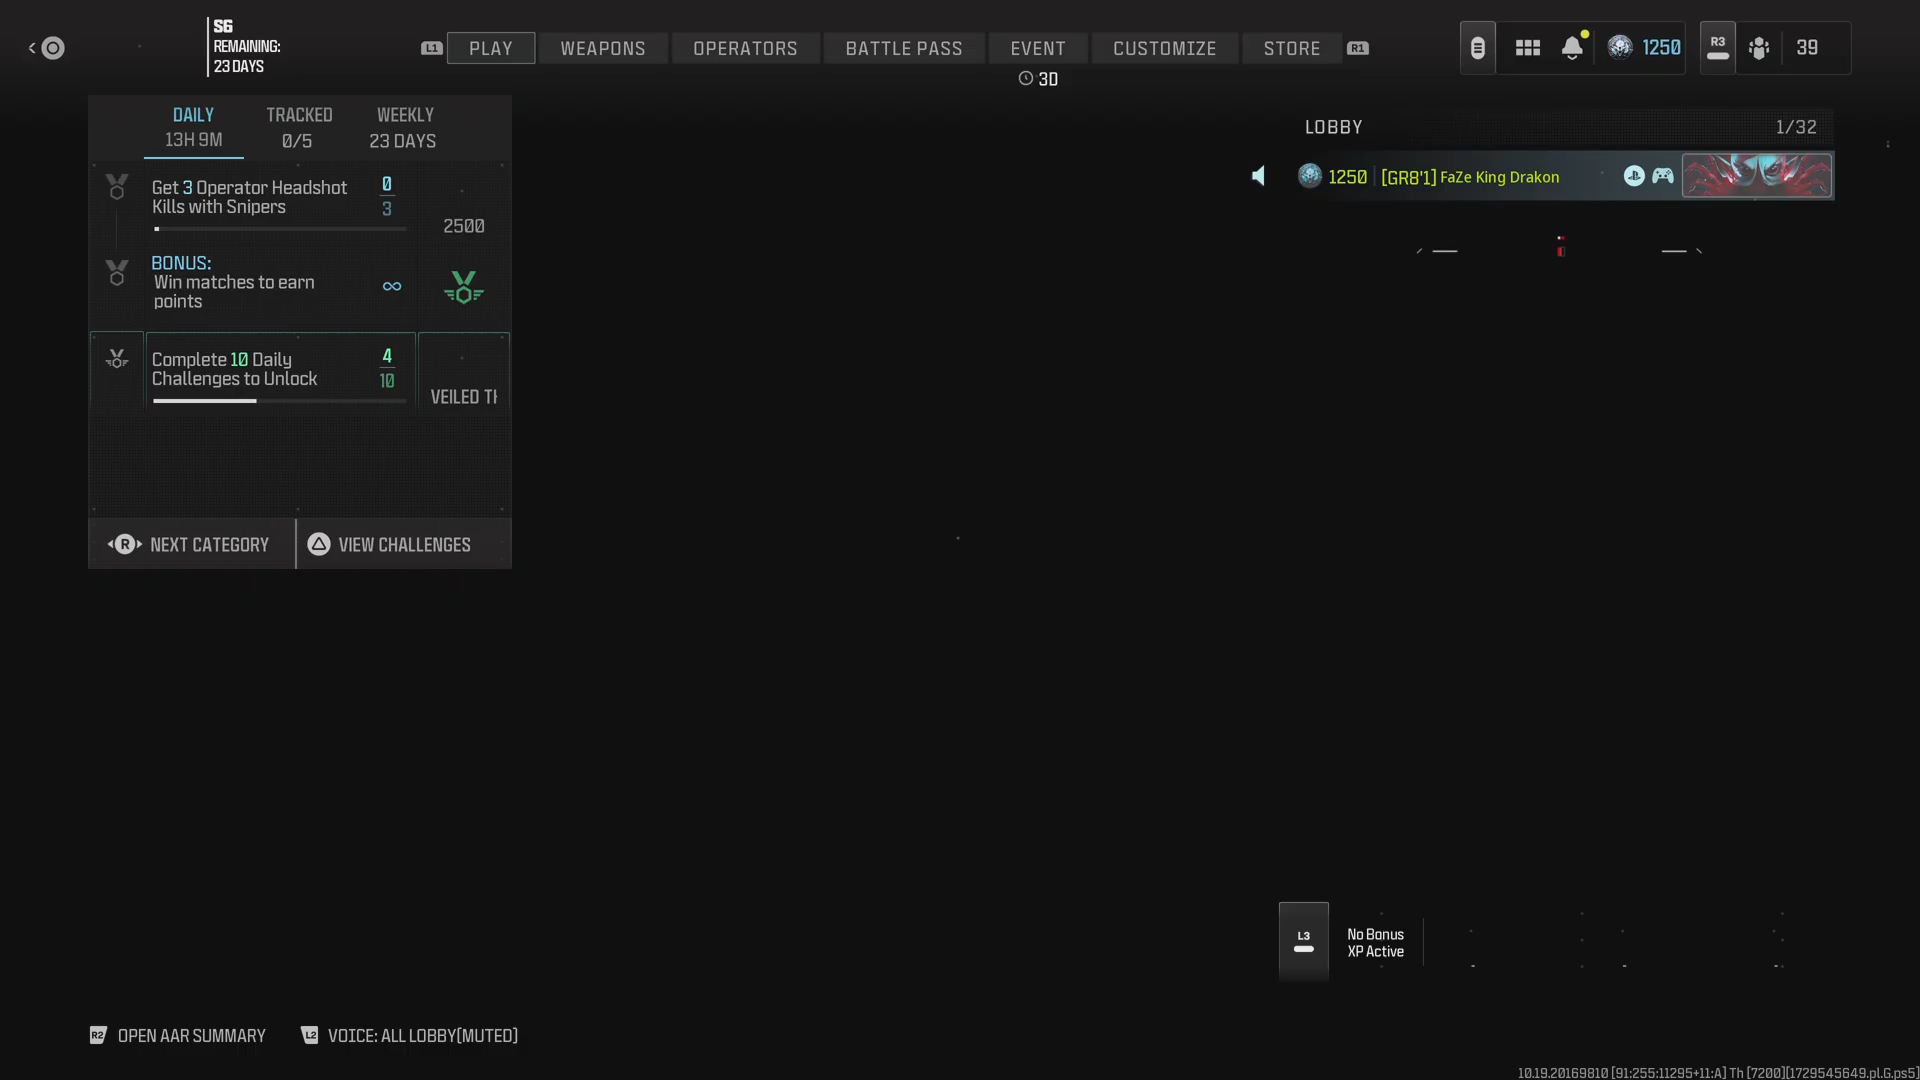 S6
REMAINING:
23 DAYS
L1
PLAY
WEAPONS
OPERATORS
BATTLE PASS
EVENT
CUSTOMIZE
STORE
R1
3D
1250
R3
39
DAILY
13H 9M
TRACKED
0/5
WEEKLY
23 DAYS
Get 3 Operator Headshot
Kills with Snipers
0
3
2500
BONUS:
Win matches to earn
points
∞
Complete 10 Daily
Challenges to Unlock
4
10
VEILED TH
R NEXT CATEGORY
VIEW CHALLENGES
LOBBY
1/32
1250 [GR8'1] FaZe King Drakon
L3
No Bonus
XP Active
R2 OPEN AAR SUMMARY
L2 VOICE: ALL LOBBY(MUTED)
10.19.20169810 [91:255:11295+11:A] Th [7200][1729545649.pl.G.ps5]